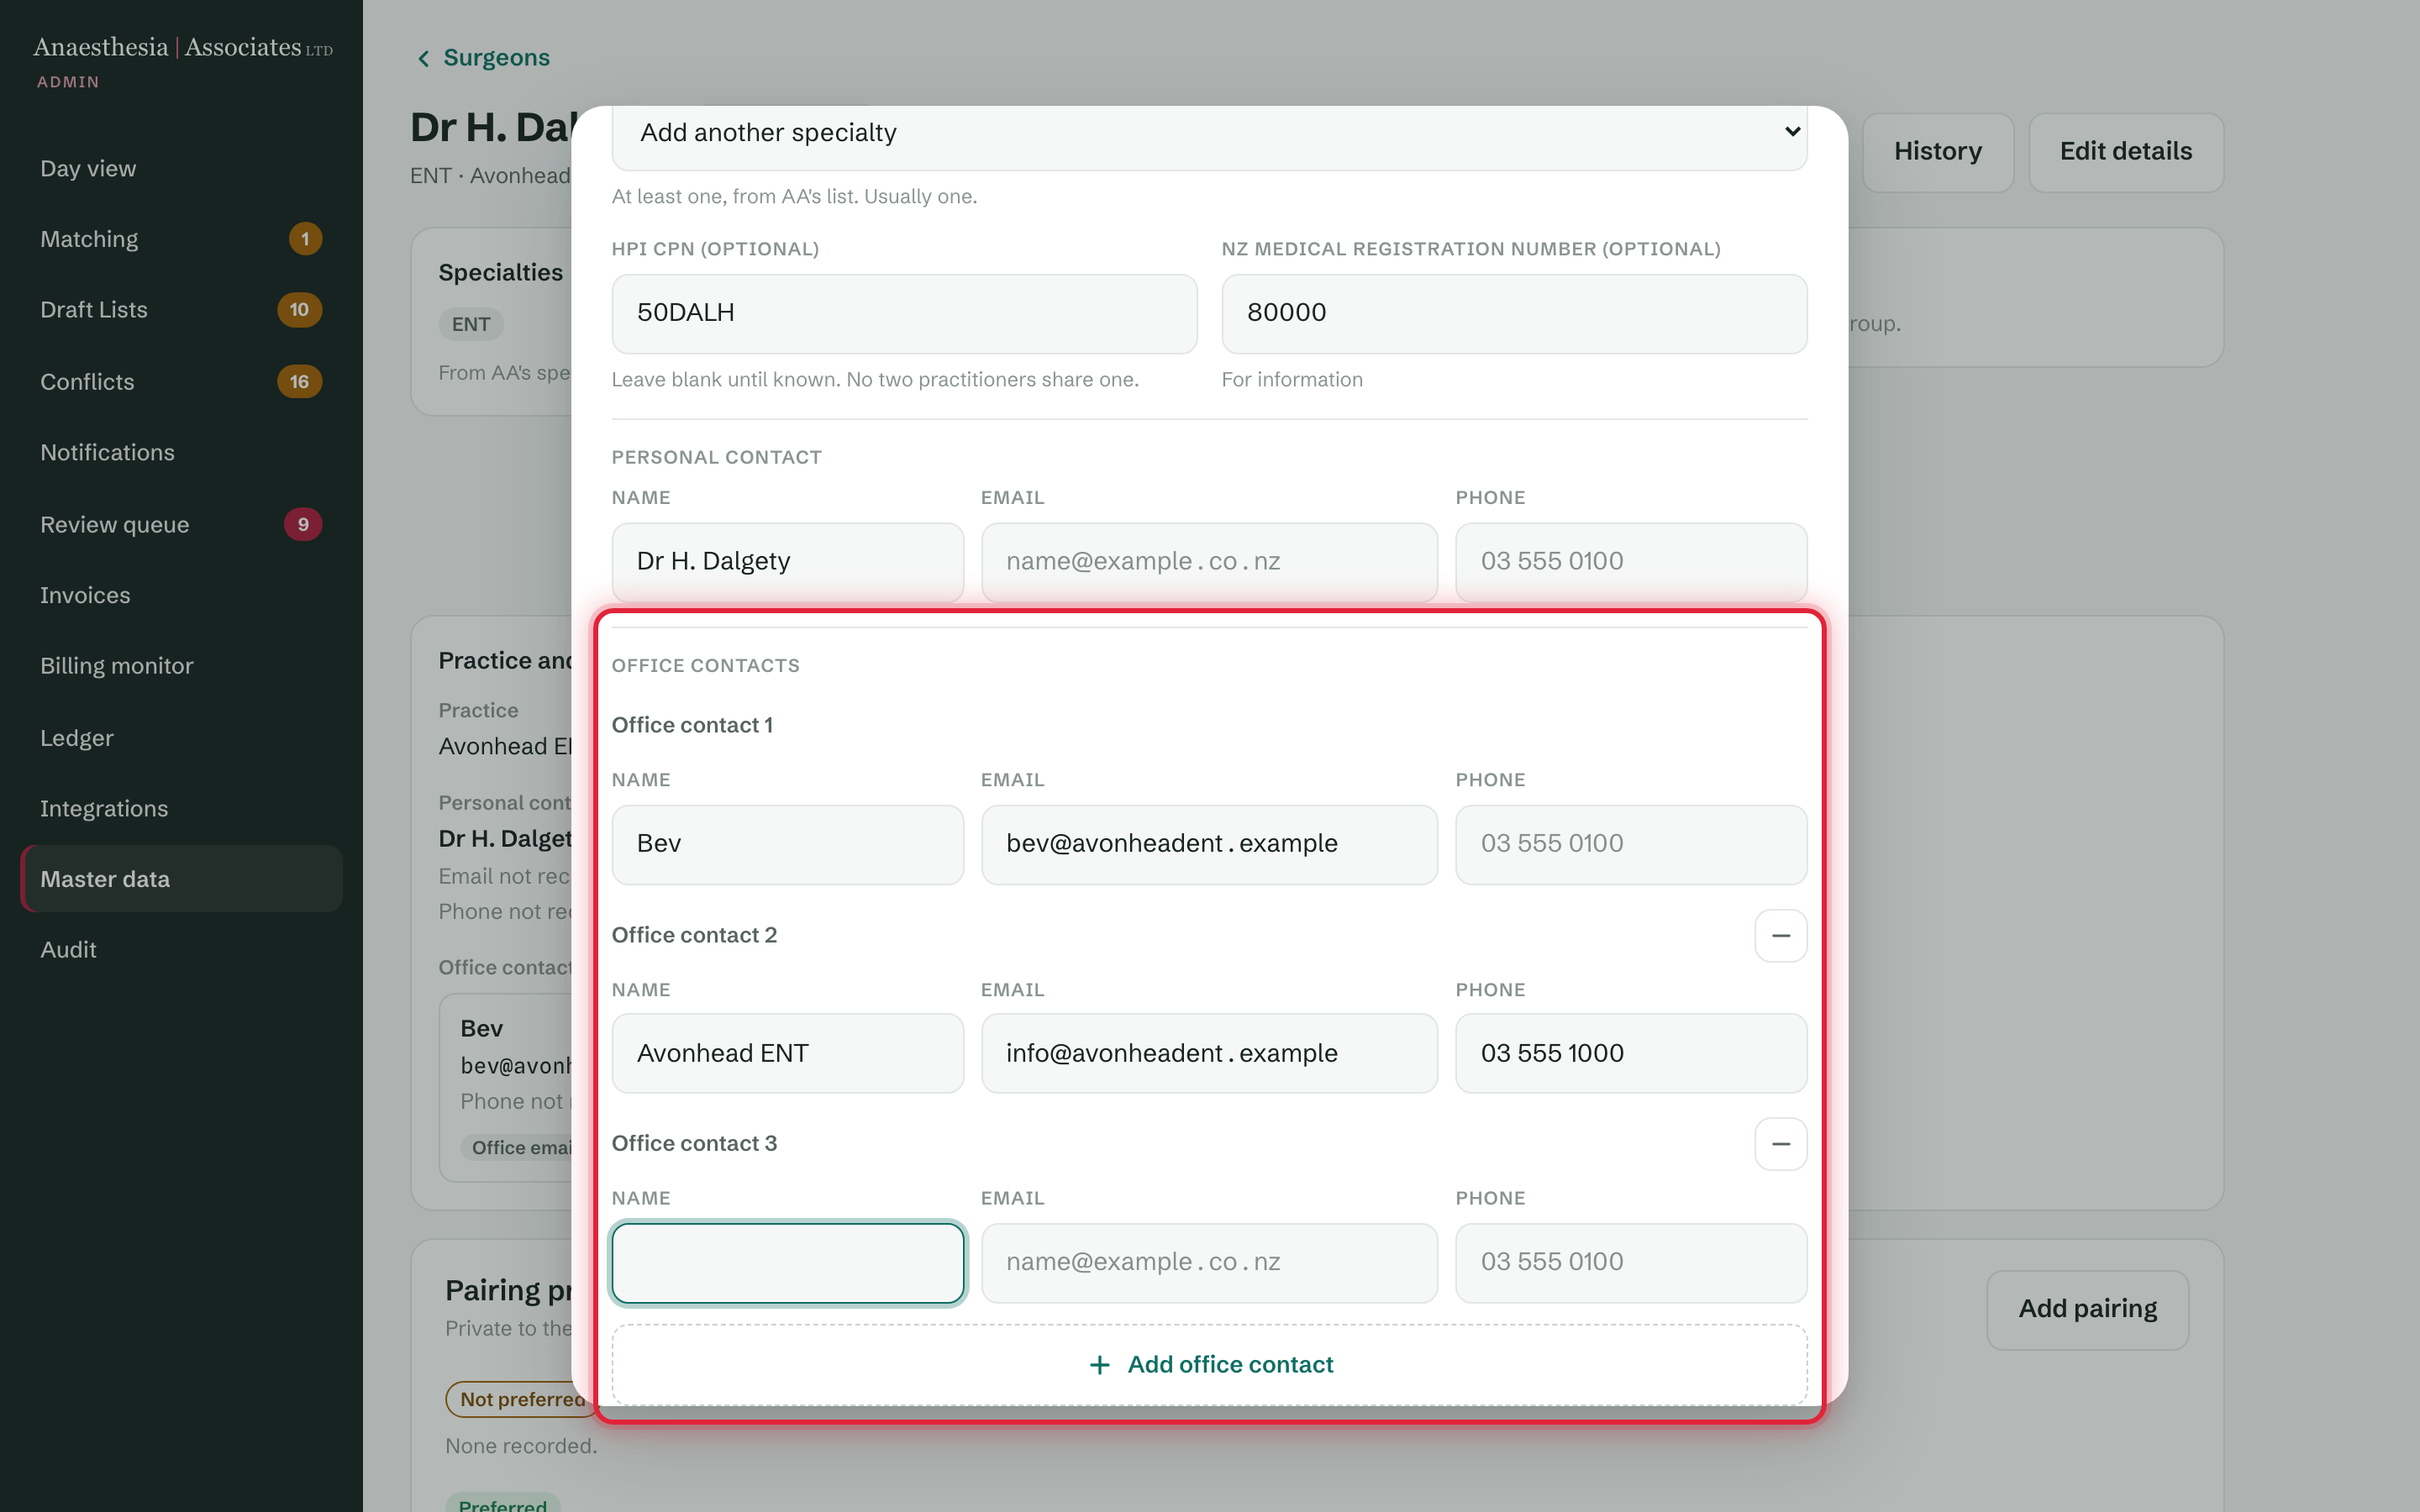 Anaesthesia | Associates LTD
ADMIN
Day view
Matching 1
Draft Lists 10
Conflicts 16
Notifications
Review queue 9
Invoices
Billing monitor
Ledger
Integrations
Master data
Audit
Surgeons
Dr H. Dal
ENT · Avonhead
History
Edit details
Specialties
ENT
From AA's spe
roup.
Practice and
Practice
Avonhead E
Personal cont
Dr H. Dalget
Email not rec
Phone not rec
Office contact
Bev
bev@avonh
Phone not
Office emai
Pairing pr
Private to the
Add pairing
Not preferred
None recorded.
Preferred
Add another specialty
At least one, from AA's list. Usually one.
HPI CPN (OPTIONAL) NZ MEDICAL REGISTRATION NUMBER (OPTIONAL)
50DALH 80000
Leave blank until known. No two practitioners share one. For information
PERSONAL CONTACT
NAME EMAIL PHONE
Dr H. Dalgety name@example.co.nz 03 555 0100
OFFICE CONTACTS
Office contact 1
NAME EMAIL PHONE
Bev bev@avonheadent.example 03 555 0100
Office contact 2
NAME EMAIL PHONE
Avonhead ENT info@avonheadent.example 03 555 1000
Office contact 3
NAME EMAIL PHONE
name@example.co.nz 03 555 0100
+ Add office contact